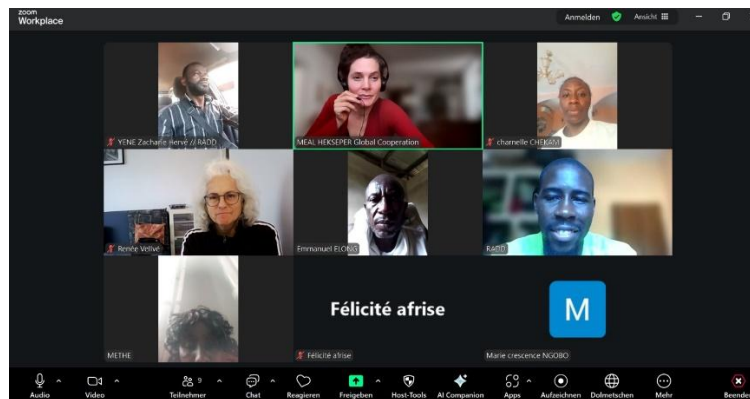 zoom
Workplace
Anmelden
Ansicht
YENE Zacharie Hervé // RADD
MEAL HEKSEPER Global Cooperation
charnelle CHEKAM
Renée Vellvé
Emmanuel ELONG
RADD
METHE
Félicité afrise
Félicité afrise
M
Marie crescence NGOBO
Audio
Video
9
Teilnehmer
Chat
Reagieren
Freigeben
Host-Tools
AI Companion
Apps
Aufzeichnen
Dolmetschen
Mehr
Beenden